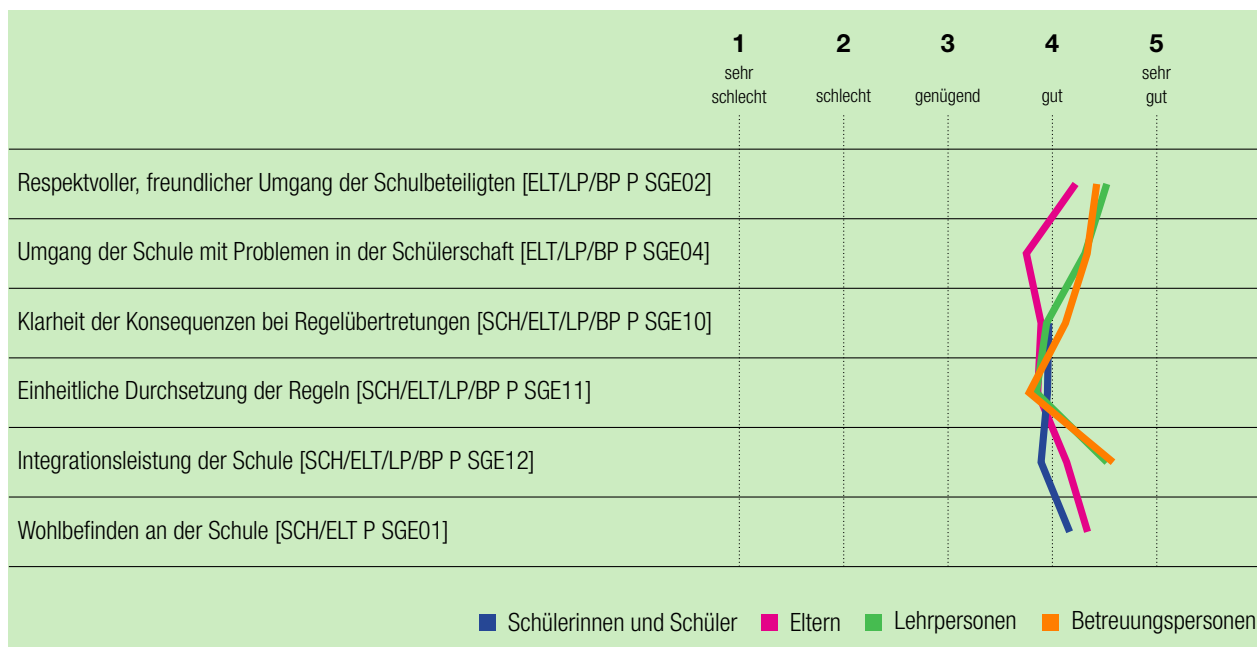 1 2 3 4 5
sehr schlecht schlecht genügend gut sehr gut
Respektvoller, freundlicher Umgang der Schulbeteiligten [ELT/LP/BP P SGE02]
Umgang der Schule mit Problemen in der Schülerschaft [ELT/LP/BP P SGE04]
Klarheit der Konsequenzen bei Regelübertretungen [SCH/ELT/LP/BP P SGE10]
Einheitliche Durchsetzung der Regeln [SCH/ELT/LP/BP P SGE11]
Integrationsleistung der Schule [SCH/ELT/LP/BP P SGE12]
Wohlbefinden an der Schule [SCH/ELT P SGE01]
Schülerinnen und Schüler Eltern Lehrpersonen Betreuungspersonen